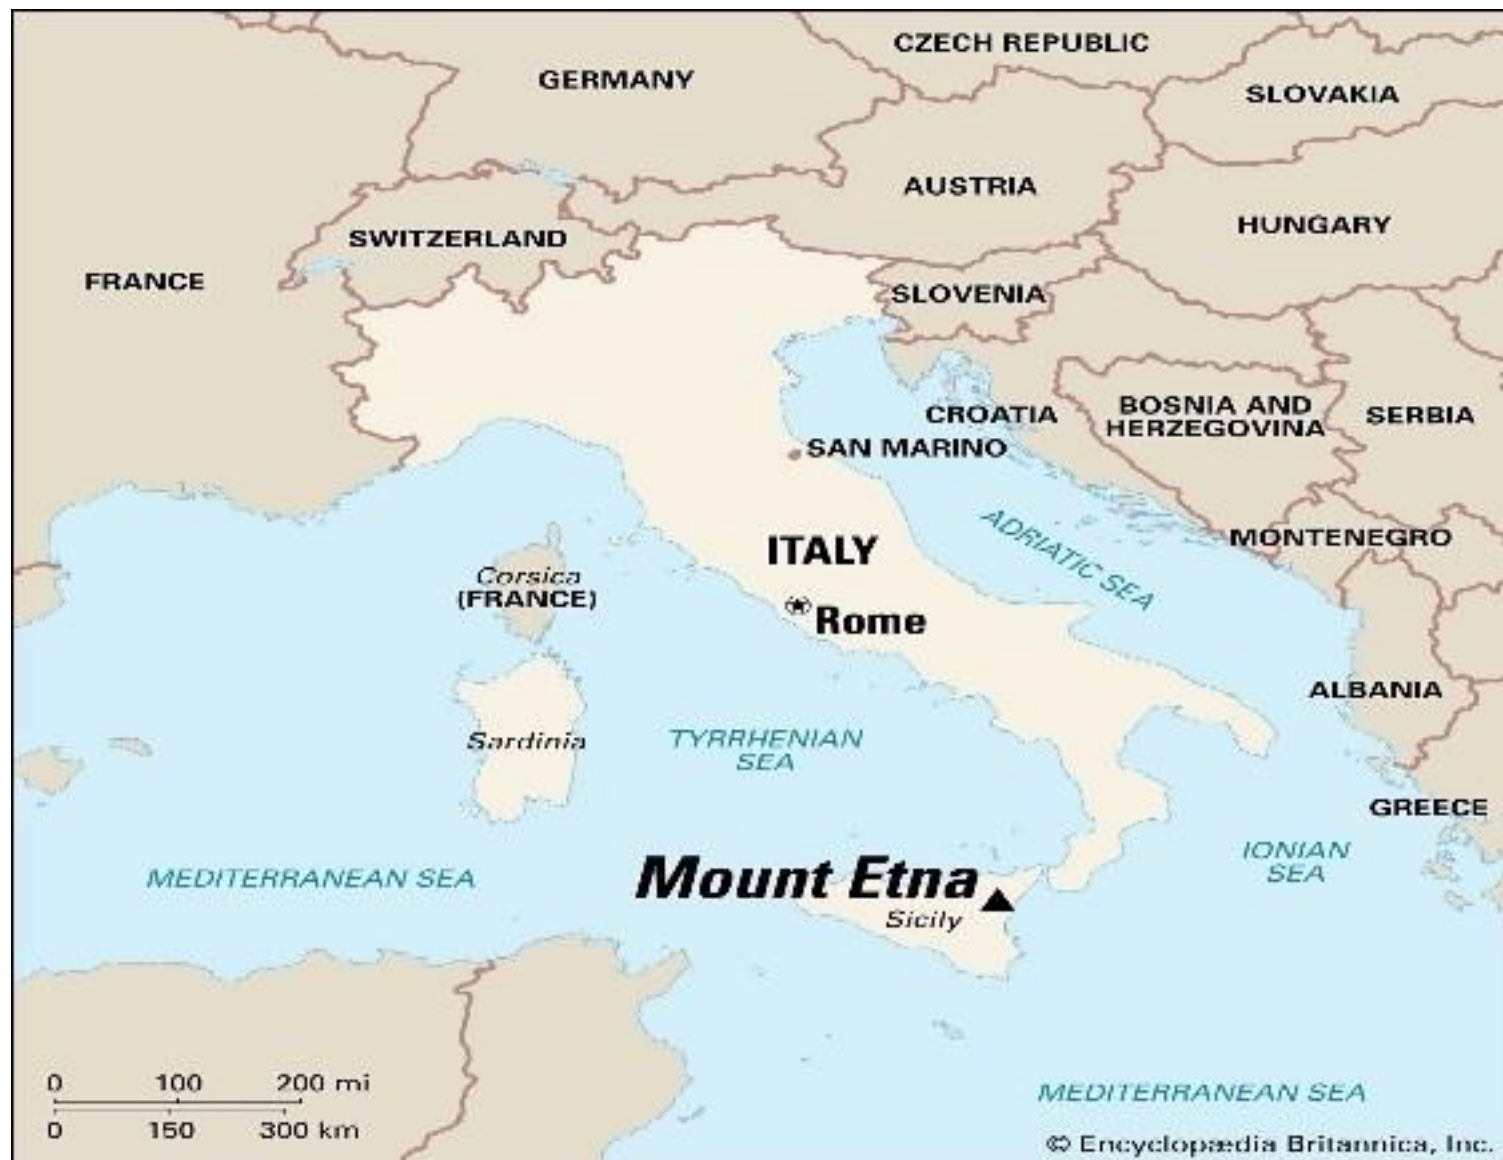 CZECH REPUBLIC
GERMANY
SLOVAKIA
AUSTRIA
HUNGARY
SWITZERLAND
FRANCE
SLOVENIA
CROATIA
BOSNIA AND
HERZEGOVINA
SERBIA
SAN MARINO
ADRIATIC SEA
MONTENEGRO
ITALY
Corsica
(FRANCE)
Rome
ALBANIA
Sardinia
TYRRHENIAN
SEA
GREECE
IONIAN
SEA
MEDITERRANEAN SEA
Mount Etna
Sicily
0 100 200 mi
0 150 300 km
MEDITERRANEAN SEA
© Encyclopædia Britannica, Inc.